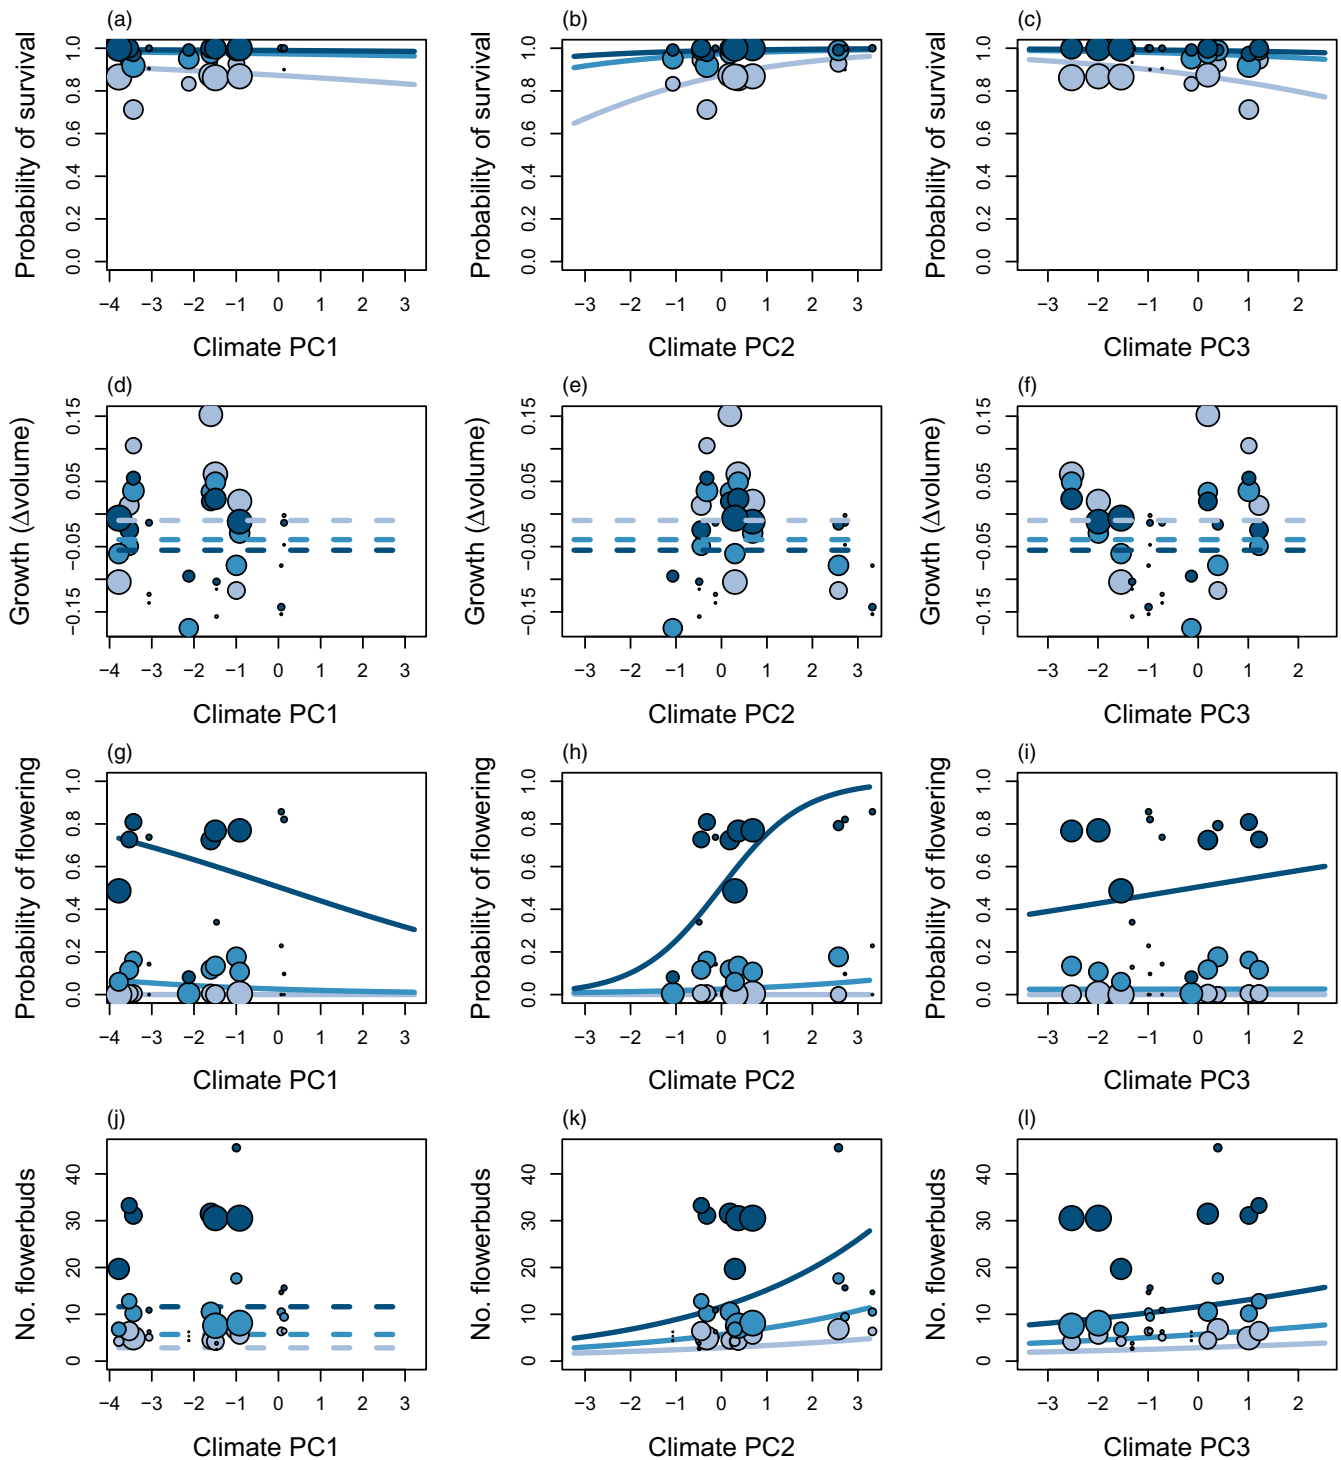 (a) (b) (c)
Probability of survival Probability of survival Probability of survival
0.0 0.2 0.4 0.6 0.8 1.0 0.0 0.2 0.4 0.6 0.8 1.0 0.0 0.2 0.4 0.6 0.8 1.0
−4 −3 −2 −1 0 1 2 3 −3 −2 −1 0 1 2 3 −3 −2 −1 0 1 2
Climate PC1 Climate PC2 Climate PC3
(d) (e) (f)
Growth (Δvolume) Growth (Δvolume) Growth (Δvolume)
−0.15 −0.05 0.05 0.15 −0.15 −0.05 0.05 0.15 −0.15 −0.05 0.05 0.15
−4 −3 −2 −1 0 1 2 3 −3 −2 −1 0 1 2 3 −3 −2 −1 0 1 2
Climate PC1 Climate PC2 Climate PC3
(g) (h) (i)
Probability of flowering Probability of flowering Probability of flowering
0.0 0.2 0.4 0.6 0.8 1.0 0.0 0.2 0.4 0.6 0.8 1.0 0.0 0.2 0.4 0.6 0.8 1.0
−4 −3 −2 −1 0 1 2 3 −3 −2 −1 0 1 2 3 −3 −2 −1 0 1 2
Climate PC1 Climate PC2 Climate PC3
(j) (k) (l)
No. flowerbuds No. flowerbuds No. flowerbuds
0 10 20 30 40 0 10 20 30 40 0 10 20 30 40
−4 −3 −2 −1 0 1 2 3 −3 −2 −1 0 1 2 3 −3 −2 −1 0 1 2
Climate PC1 Climate PC2 Climate PC3